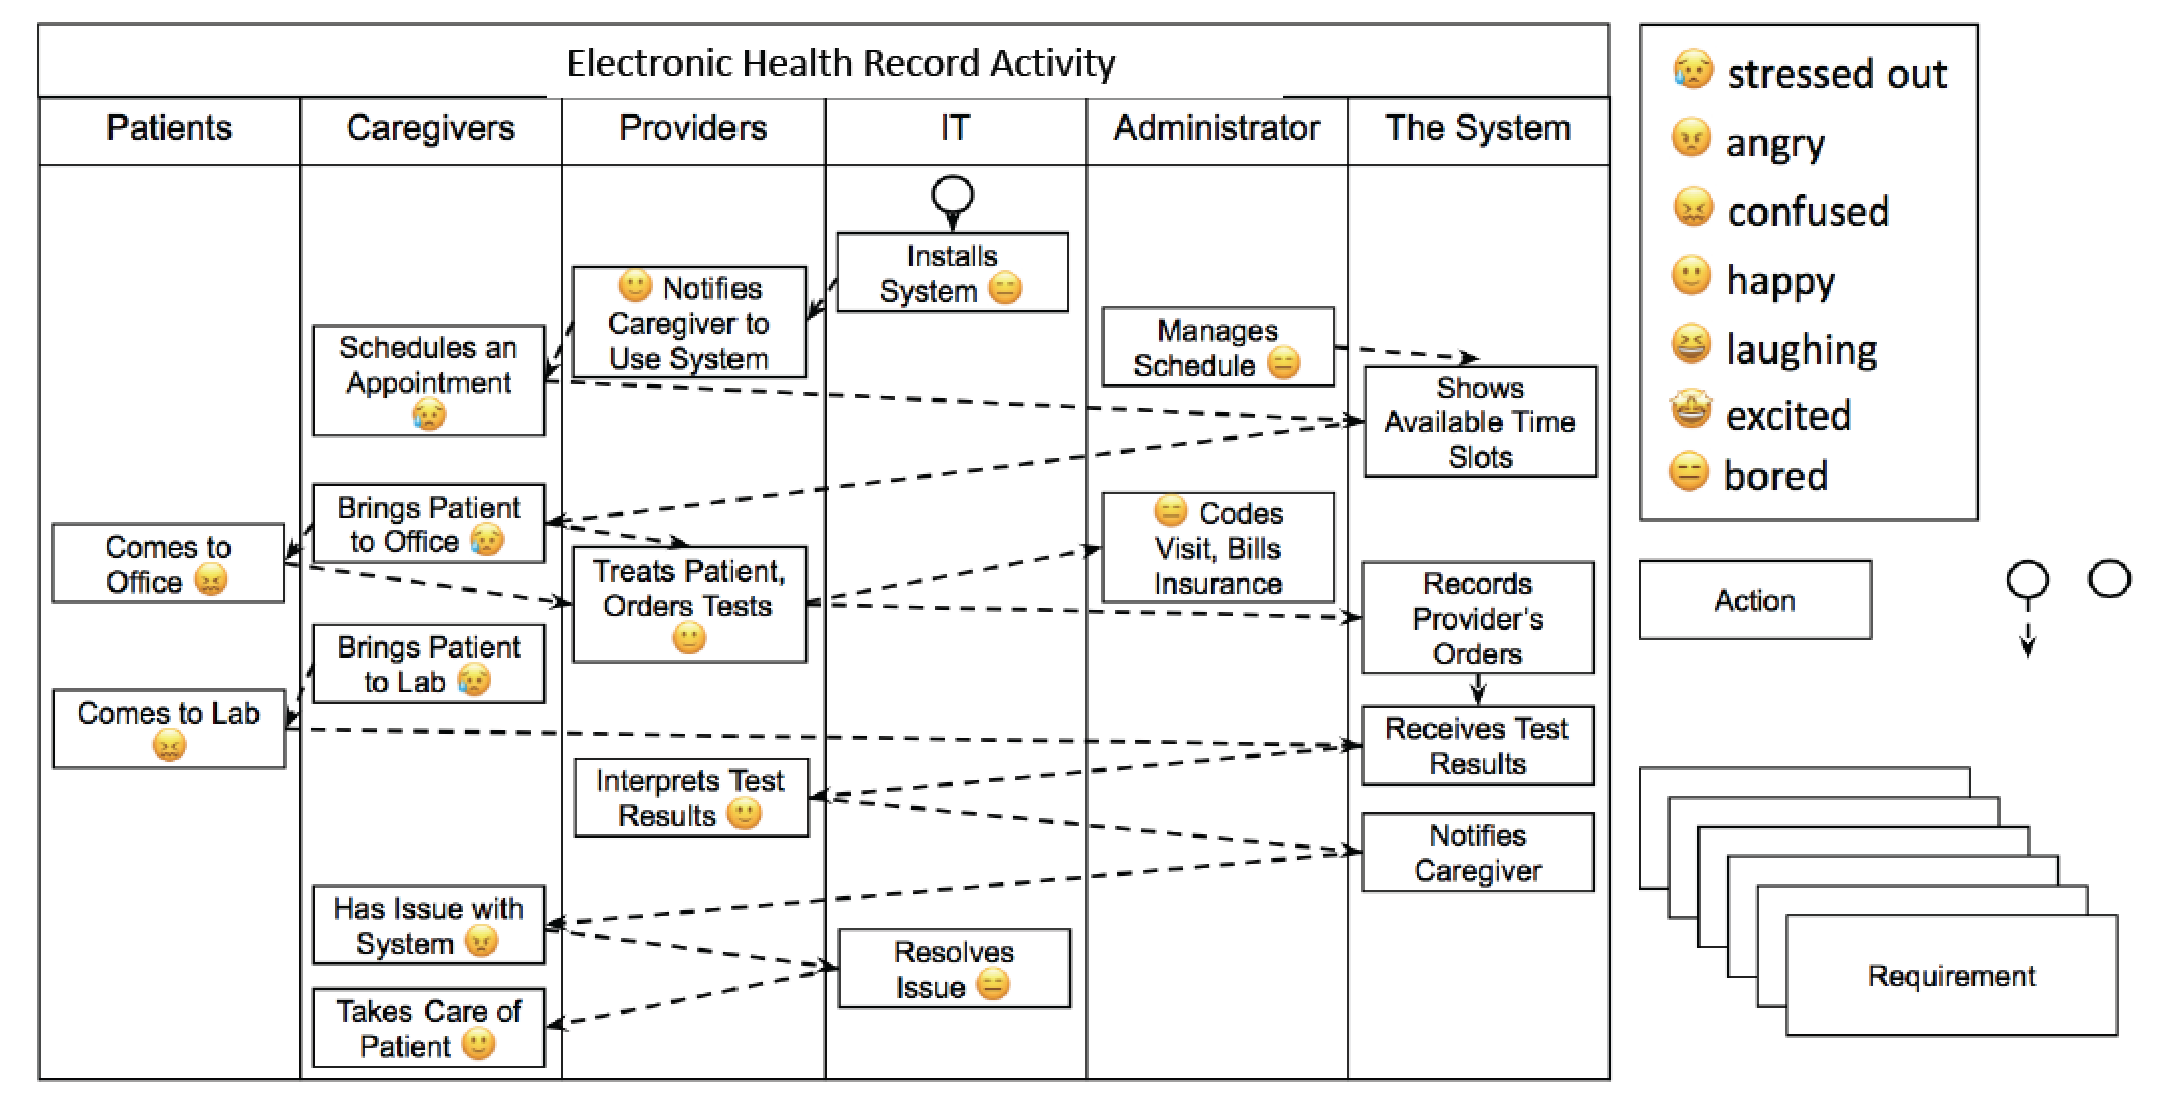 Electronic Health Record Activity
Patients
Caregivers
Providers
IT
Administrator
The System
Installs
System
Notifies
Caregiver to
Use System
Schedules an
Appointment
Manages
Schedule
Shows
Available Time
Slots
Brings Patient
to Office
Comes to
Office
Treats Patient,
Orders Tests
Codes
Visit, Bills
Insurance
Records
Provider's
Orders
Brings Patient
to Lab
Comes to Lab
Receives Test
Results
Interprets Test
Results
Notifies
Caregiver
Has Issue with
System
Resolves
Issue
Takes Care of
Patient
stressed out
angry
confused
happy
laughing
excited
bored
Action
Requirement